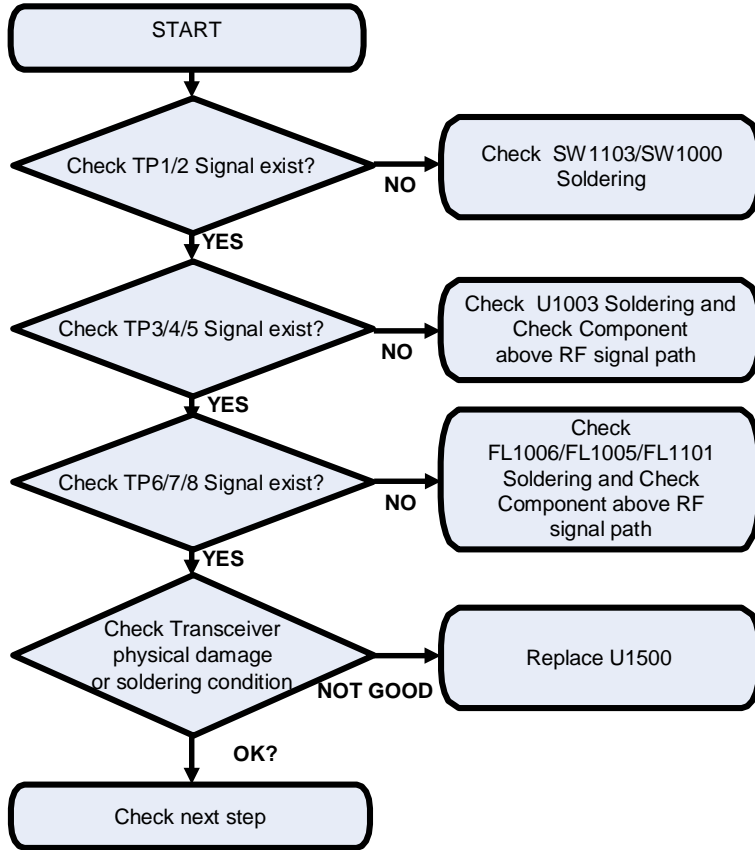 START
Check TP1/2 Signal exist?
NO
Check SW1103/SW1000
Soldering
YES
Check TP3/4/5 Signal exist?
NO
Check U1003 Soldering and
Check Component
above RF signal path
YES
Check TP6/7/8 Signal exist?
NO
Check
FL1006/FL1005/FL1101
Soldering and Check
Component above RF
signal path
YES
Check Transceiver
physical damage
or soldering condition
NOT GOOD
Replace U1500
OK?
Check next step